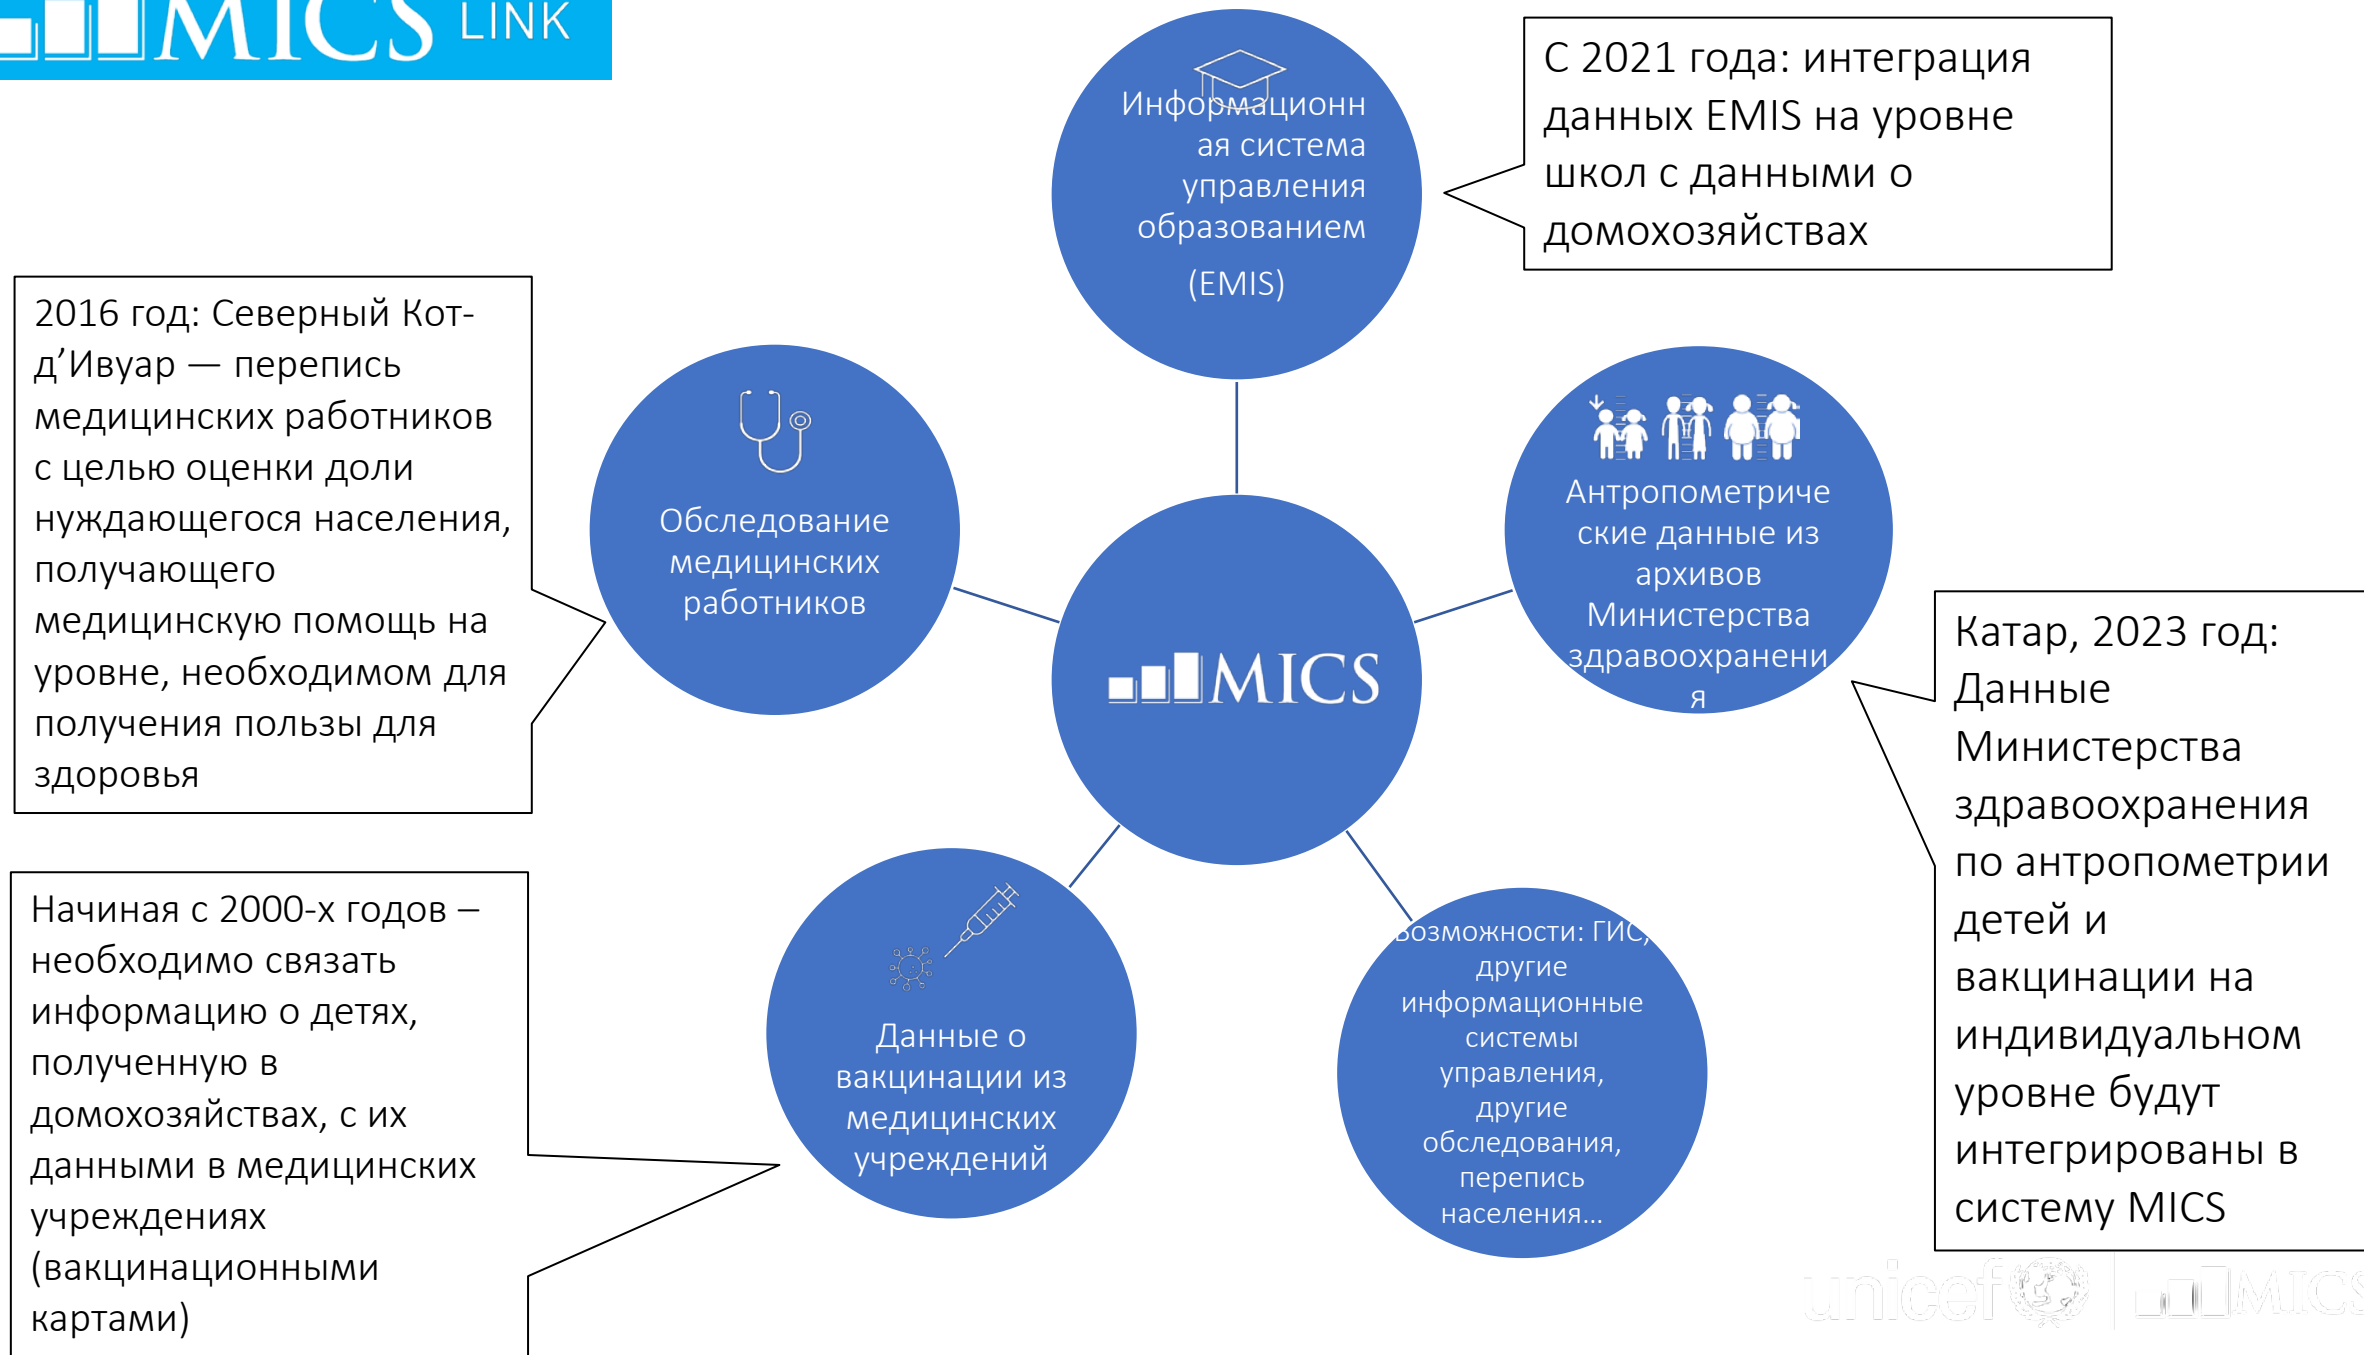 MICS LINK
Информационн
ая система
управления
образованием
(EMIS)
С 2021 года: интеграция
данных EMIS на уровне
школ с данными о
домохозяйствах
2016 год: Северный Кот-
д’Ивуар — перепись
медицинских работников
с целью оценки доли
нуждающегося населения,
получающего
медицинскую помощь на
уровне, необходимом для
получения пользы для
здоровья
Обследование
медицинских
работников
Антропометриче
ские данные из
архивов
Министерства
здравоохранени
я
MICS
Катар, 2023 год:
Данные
Министерства
здравоохранения
по антропометрии
детей и
вакцинации на
индивидуальном
уровне будут
интегрированы в
систему MICS
Начиная с 2000-х годов –
необходимо связать
информацию о детях,
полученную в
домохозяйствах, с их
данными в медицинских
учреждениях
(вакцинационными
картами)
Данные о
вакцинации из
медицинских
учреждений
Возможности: ГИС,
другие
информационные
системы
управления,
другие
обследования,
перепись
населения...
unicef MICS